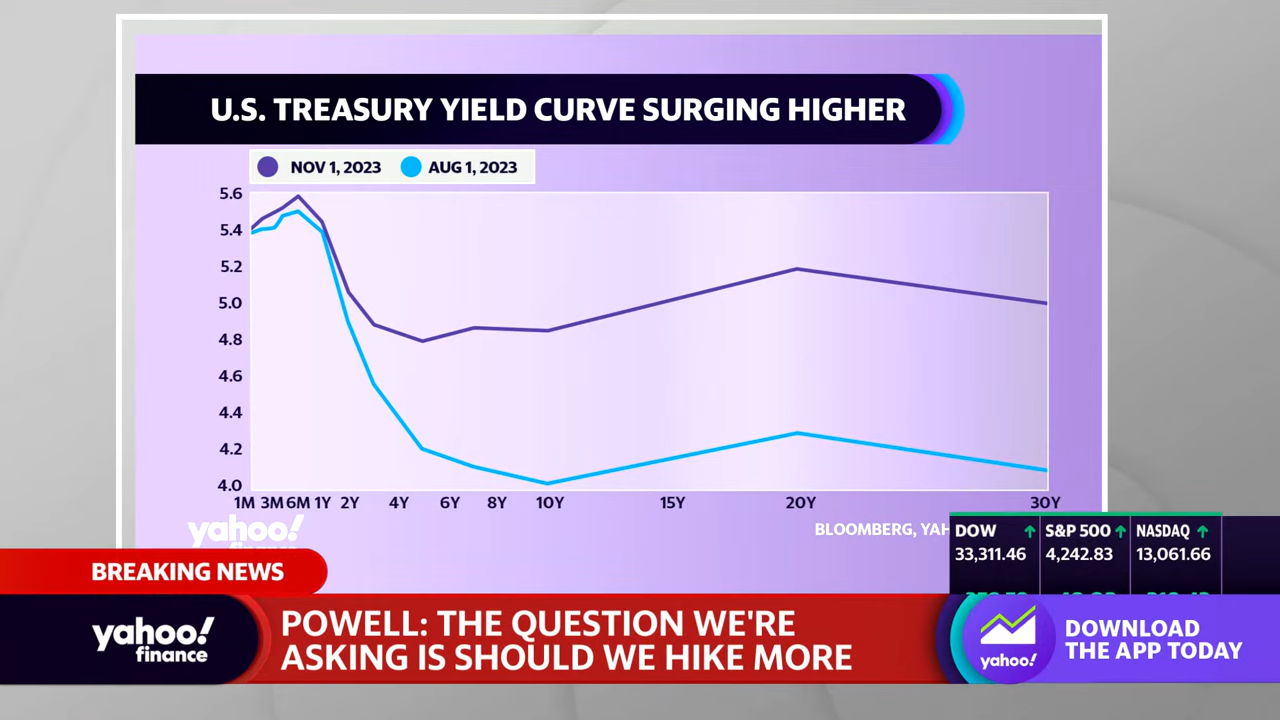 U.S. TREASURY YIELD CURVE SURGING HIGHER
NOV 1, 2023 AUG 1, 2023
5.6
5.4
5.2
5.0
4.8
4.6
4.4
4.2
4.0
1M 3M 6M 1Y 2Y 4Y 6Y 8Y 10Y 15Y 20Y 30Y
yahoo!
finance
BLOOMBERG, YAH
DOW S&P 500 NASDAQ
33,311.46 4,242.83 13,061.66
BREAKING NEWS
yahoo!
finance
POWELL: THE QUESTION WE'RE
ASKING IS SHOULD WE HIKE MORE
yahoo!
DOWNLOAD
THE APP TODAY